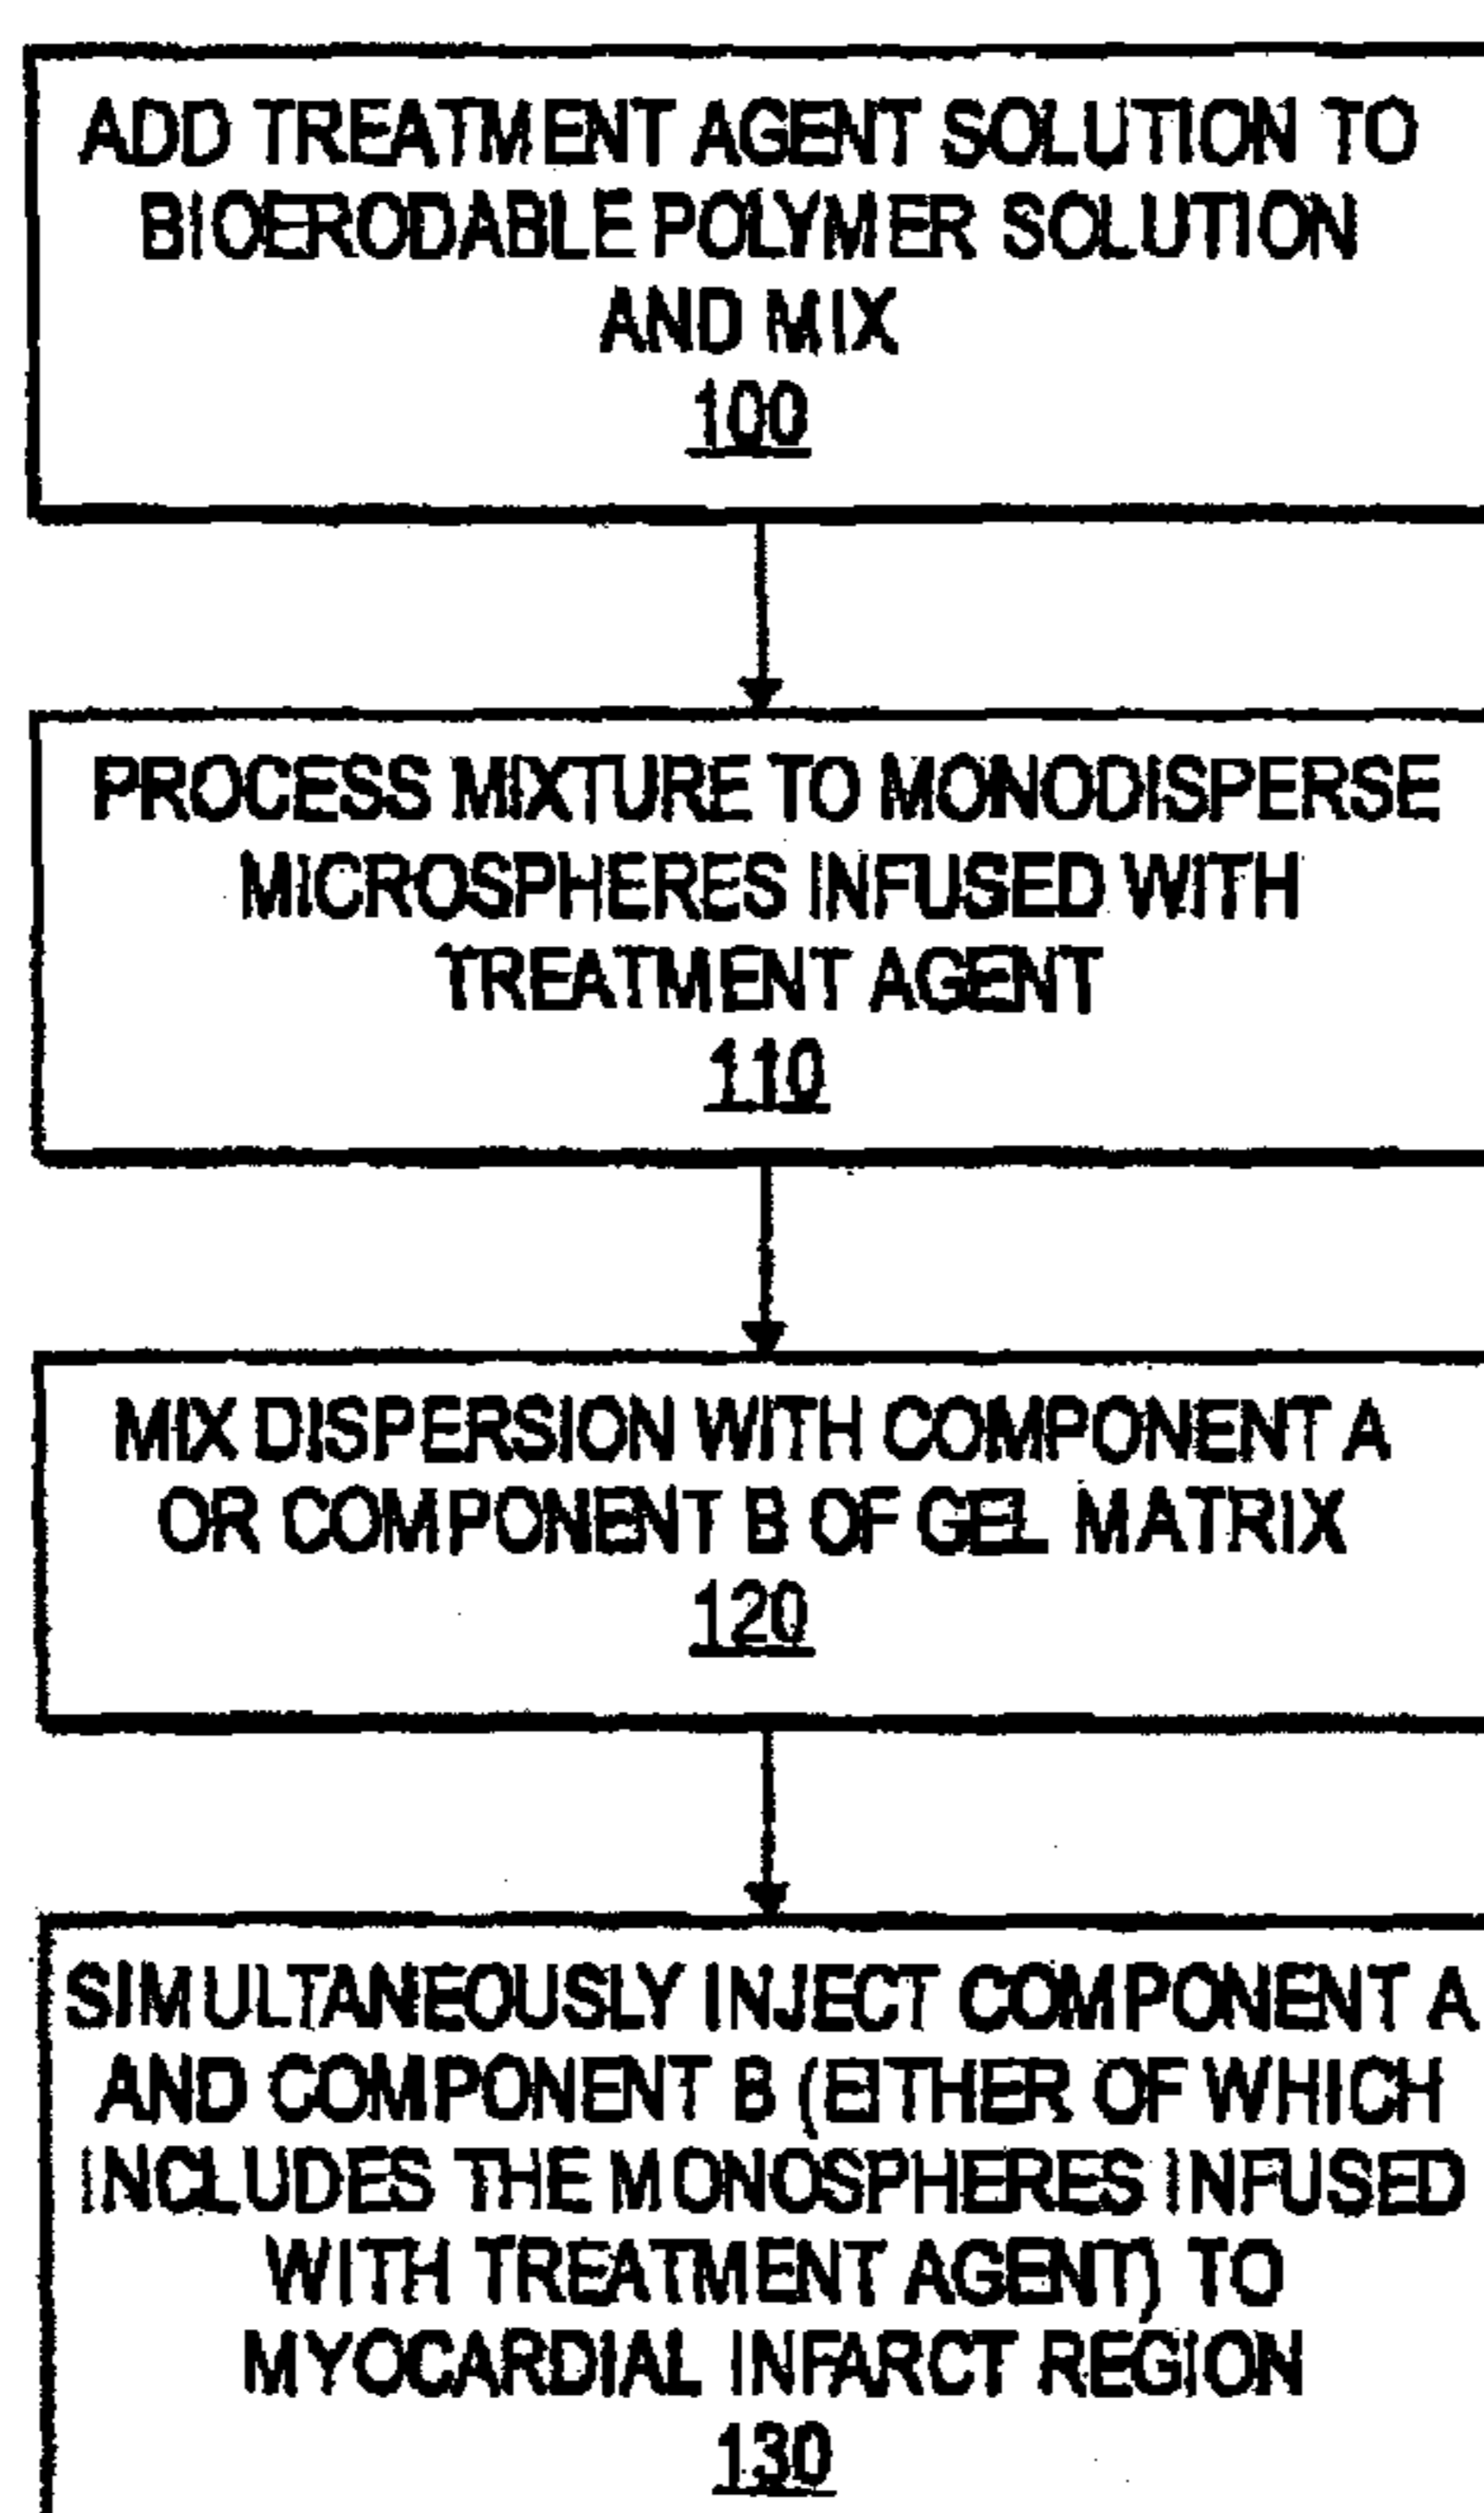 ADD TREATMENT AGENT SOLUTION TO
BIOERODABLE POLYMER SOLUTION
AND MIX
100
PROCESS MIXTURE TO MONODISPERSE
MICROSPHERES INFUSED WITH
TREATMENT AGENT
110
MIX DISPERSION WITH COMPONENT A
OR COMPONENT B OF GEL MATRIX
120
SIMULTANEOUSLY INJECT COMPONENT A
AND COMPONENT B (EITHER OF WHICH
INCLUDES THE MONOSPHERES INFUSED
WITH TREATMENT AGENT) TO
MYOCARDIAL INFARCT REGION
130